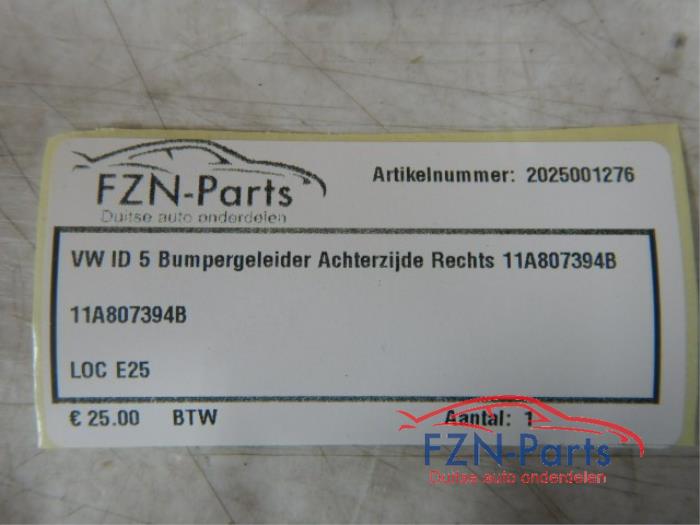 FZN-Parts
Duitse auto onderdelen
Artikelnummer: 2025001276
VW ID 5 Bumpergeleider Achterzijde Rechts 11A807394B
11A807394B
LOC E25
€ 25.00 BTW Aantal: 1
FZN-Parts
Duitse auto onderdelen